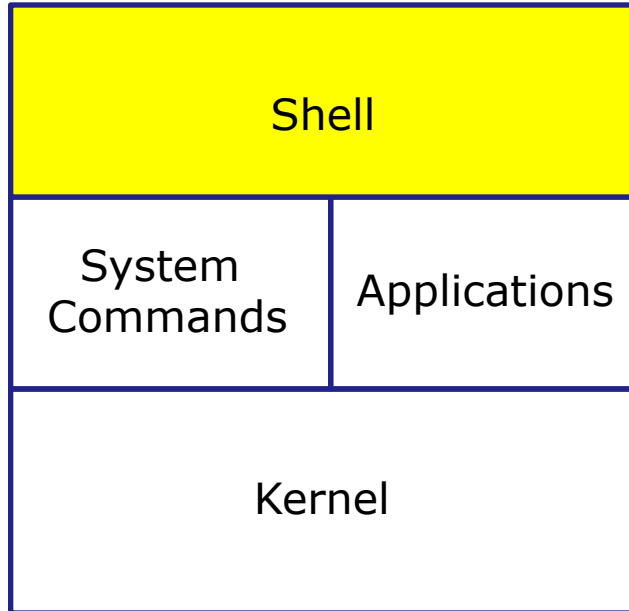 Shell
System
Commands
Applications
Kernel